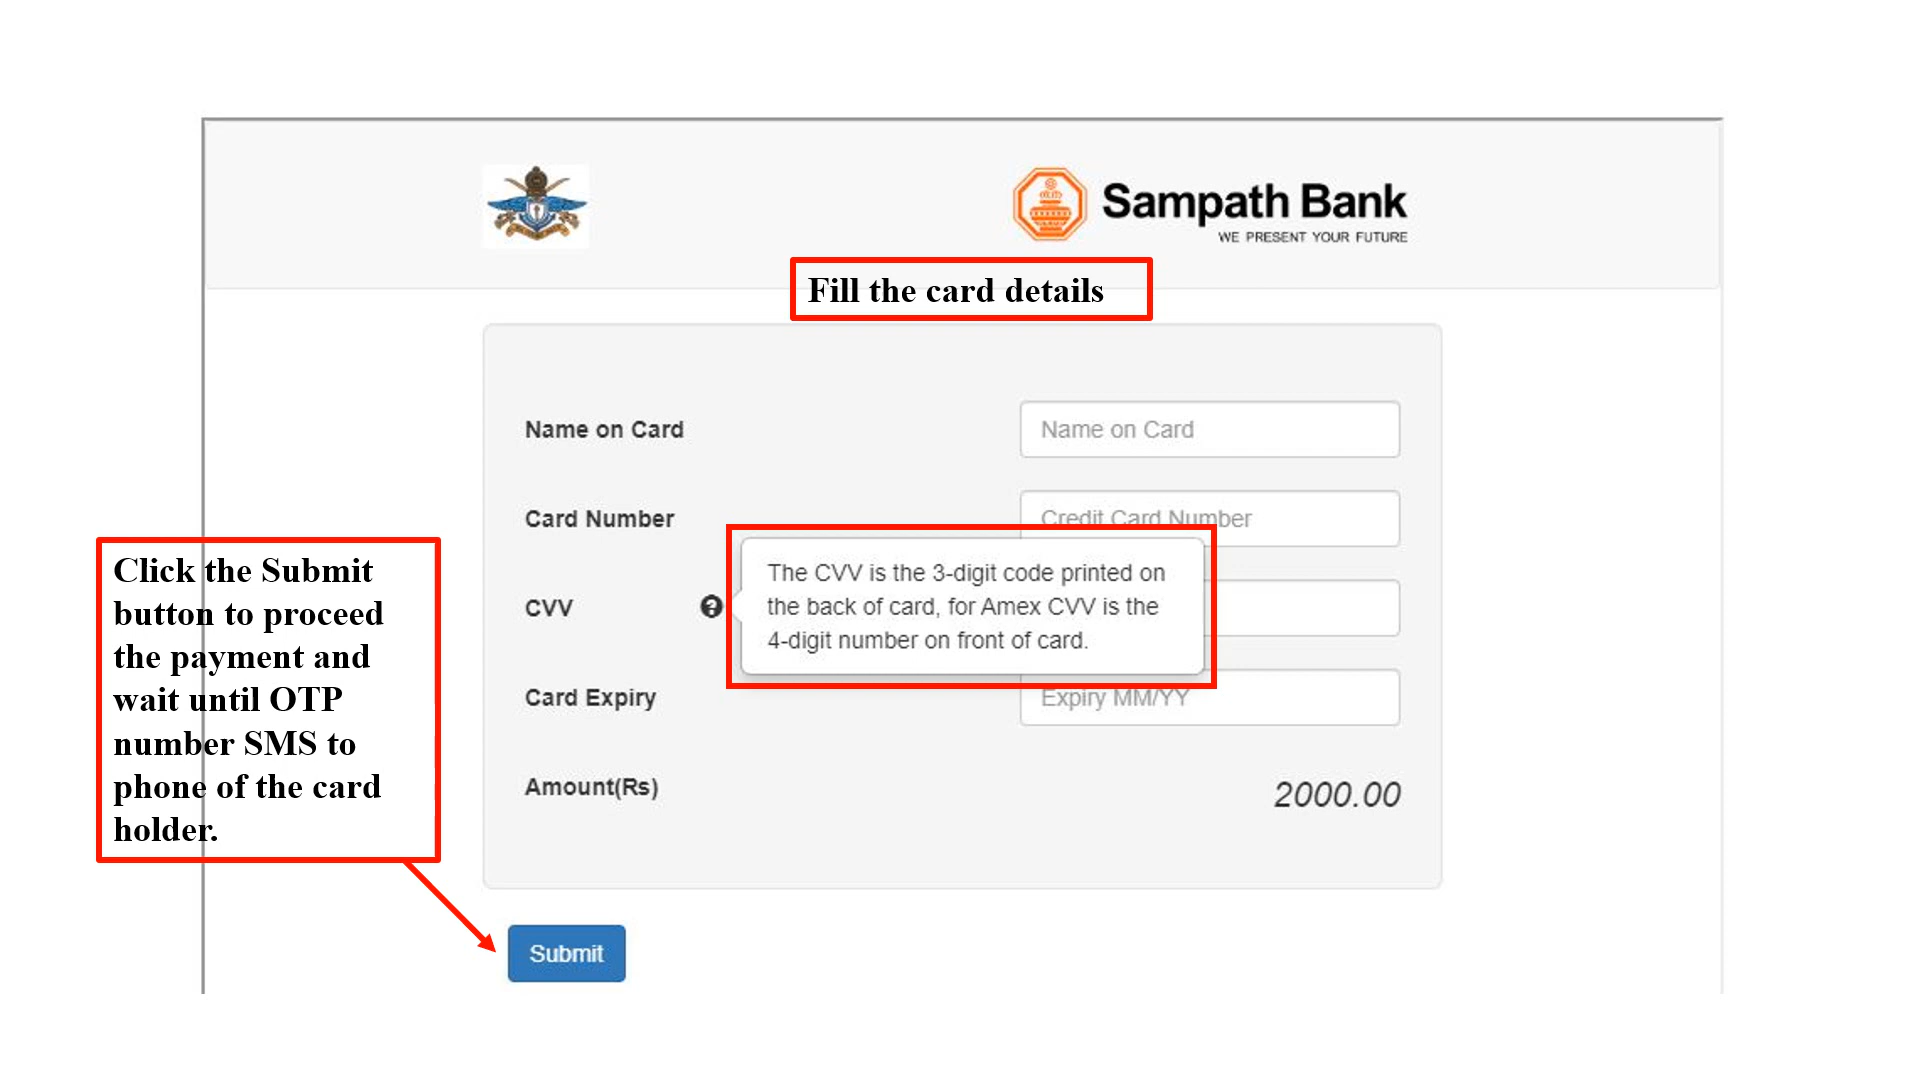 Sampath Bank
WE PRESENT YOUR FUTURE
Fill the card details
Name on Card
Name on Card
Card Number
Credit Card Number
Click the Submit
button to proceed
the payment and
wait until OTP
number SMS to
phone of the card
holder.
CVV
?
The CVV is the 3-digit code printed on
the back of card, for Amex CVV is the
4-digit number on front of card.
Card Expiry
Expiry MM/YY
Amount(Rs)
2000.00
Submit